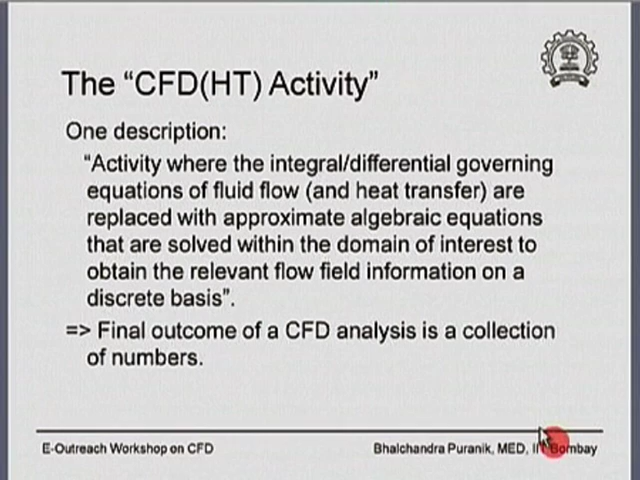 The “CFD(HT) Activity”
One description:
“Activity where the integral/differential governing
equations of fluid flow (and heat transfer) are
replaced with approximate algebraic equations
that are solved within the domain of interest to
obtain the relevant flow field information on a
discrete basis”.
=> Final outcome of a CFD analysis is a collection
of numbers.
E-Outreach Workshop on CFD
Bhalchandra Puranik, MED, IIT Bombay